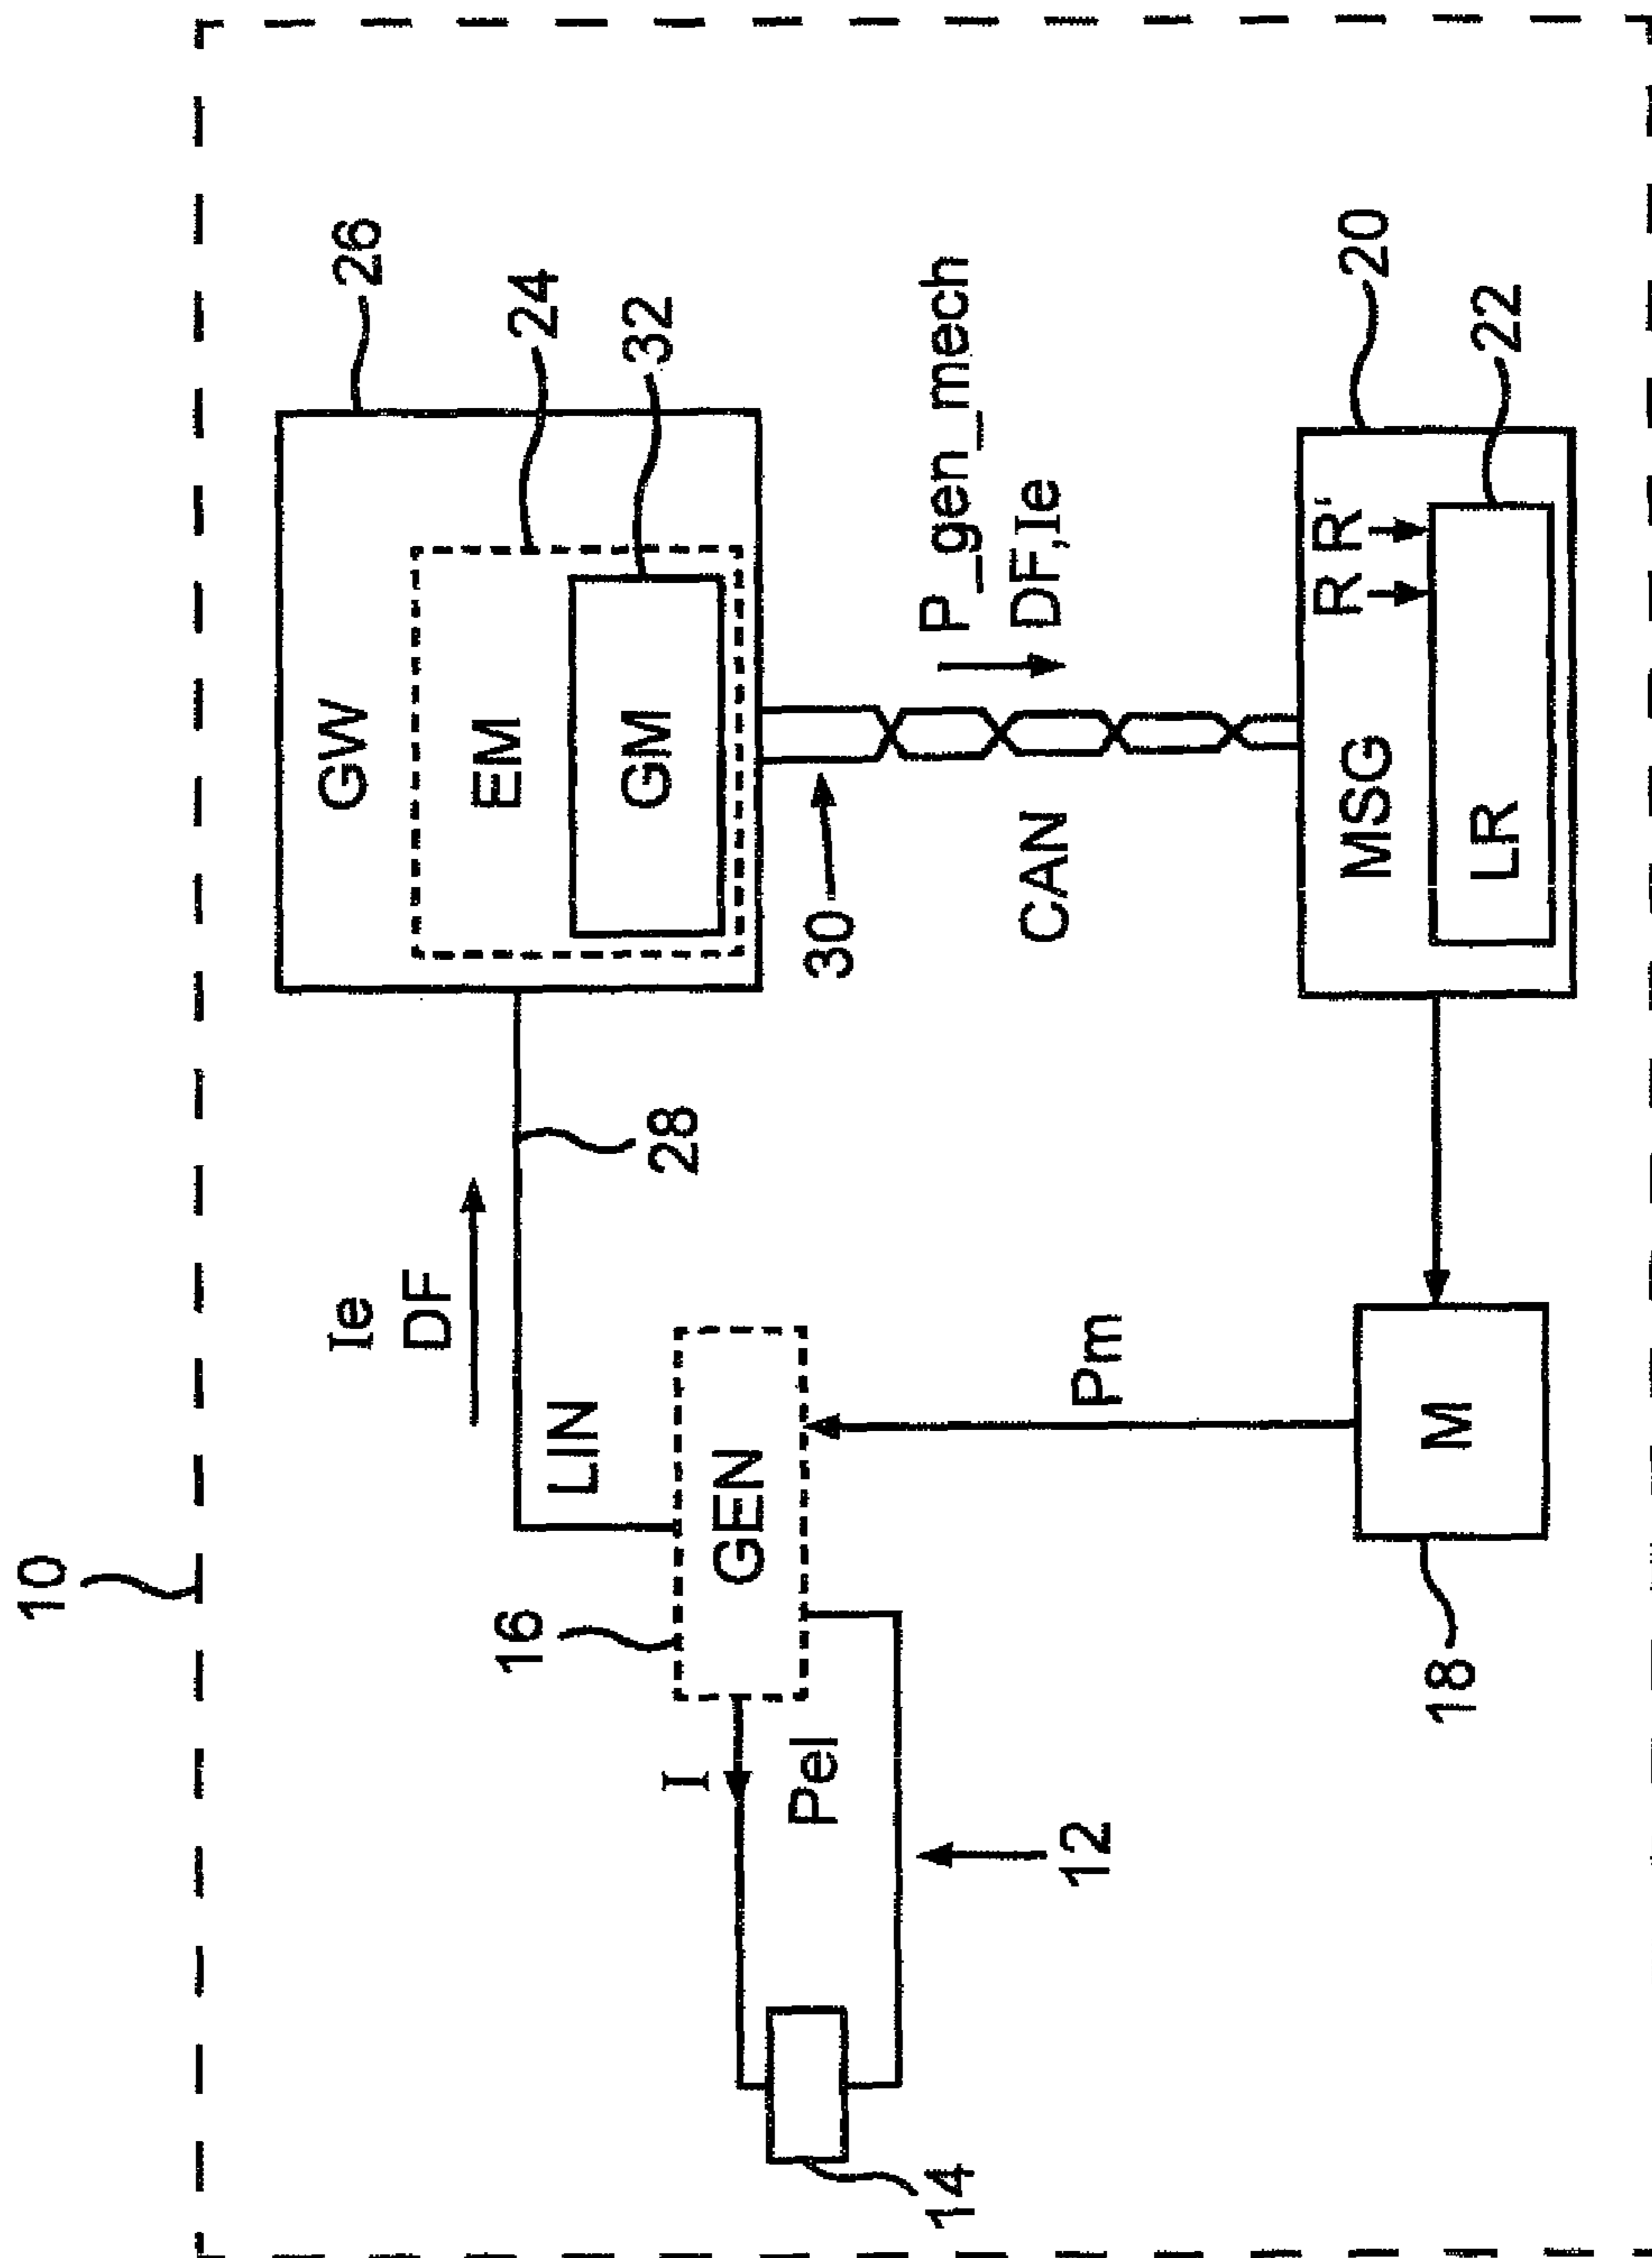 10
26
GW
24
EM
32
GM
Ie
DF
28
LIN
16
GEN
I
Pel
12
14
30
CAN
P_gen_mech
DF,Ie
Pm
20
R R'
MSG
22
LR
M
18